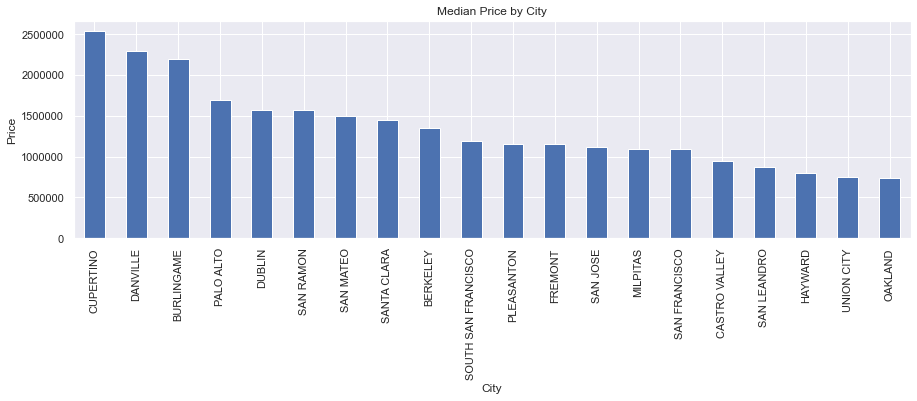 Median Price by City
Price
2500000
2000000
1500000
1000000
500000
0
CUPERTINO
DANVILLE
BURLINGAME
PALO ALTO
DUBLIN
SAN RAMON
SAN MATEO
SANTA CLARA
BERKELEY
SOUTH SAN FRANCISCO
PLEASANTON
FREMONT
SAN JOSE
MILPITAS
SAN FRANCISCO
CASTRO VALLEY
SAN LEANDRO
HAYWARD
UNION CITY
OAKLAND
City